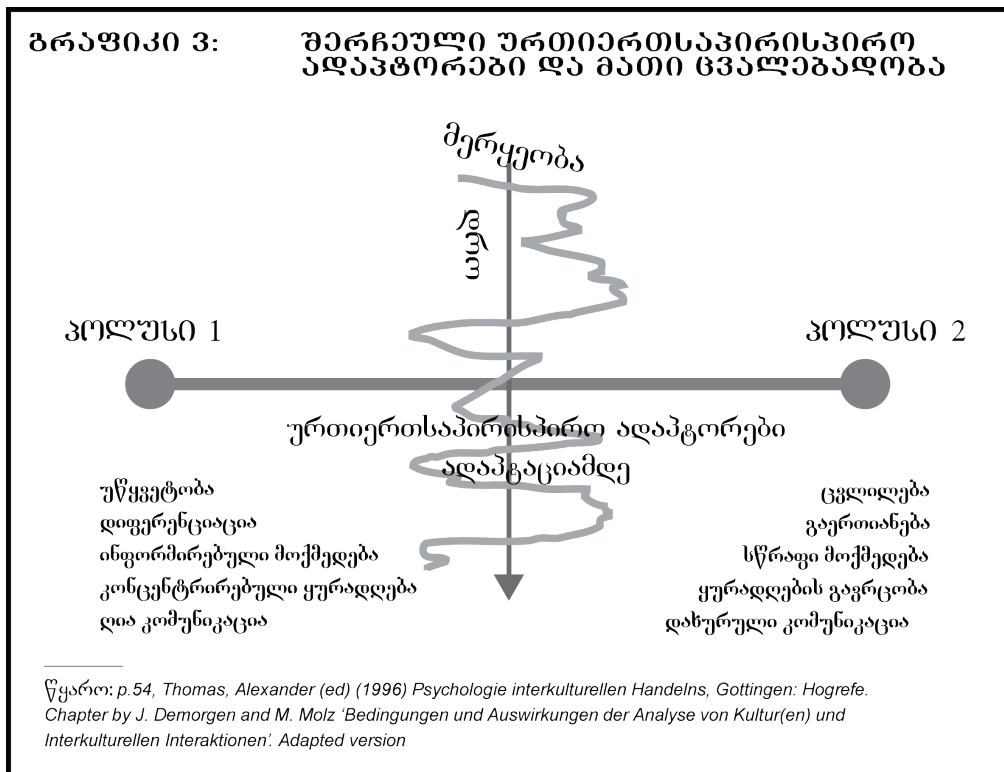 გრაფიკი 3: შერჩეული ურთიერთსაპირისპირო
ადაპტორები და მათი ცვალებადობა
მერყეობა
დრო
პოლუსი 1
პოლუსი 2
ურთიერთსაპირისპირო ადაპტორები
ადაპტაციამდე
უწყვეტობა
დიფერენციაცია
ინფორმირებული მოქმედება
კონცენტრირებული ყურადღება
ღია კომუნიკაცია
ცვლილება
გაერთიანება
სწრაფი მოქმედება
ყურადღების გავრცობა
დახურული კომუნიკაცია
წყარო: p.54, Thomas, Alexander (ed) (1996) Psychologie interkulturellen Handelns, Gottingen: Hogrefe.
Chapter by J. Demorgen and M. Molz ‘Bedingungen und Auswirkungen der Analyse von Kultur(en) und
Interkulturellen Interaktionen’. Adapted version